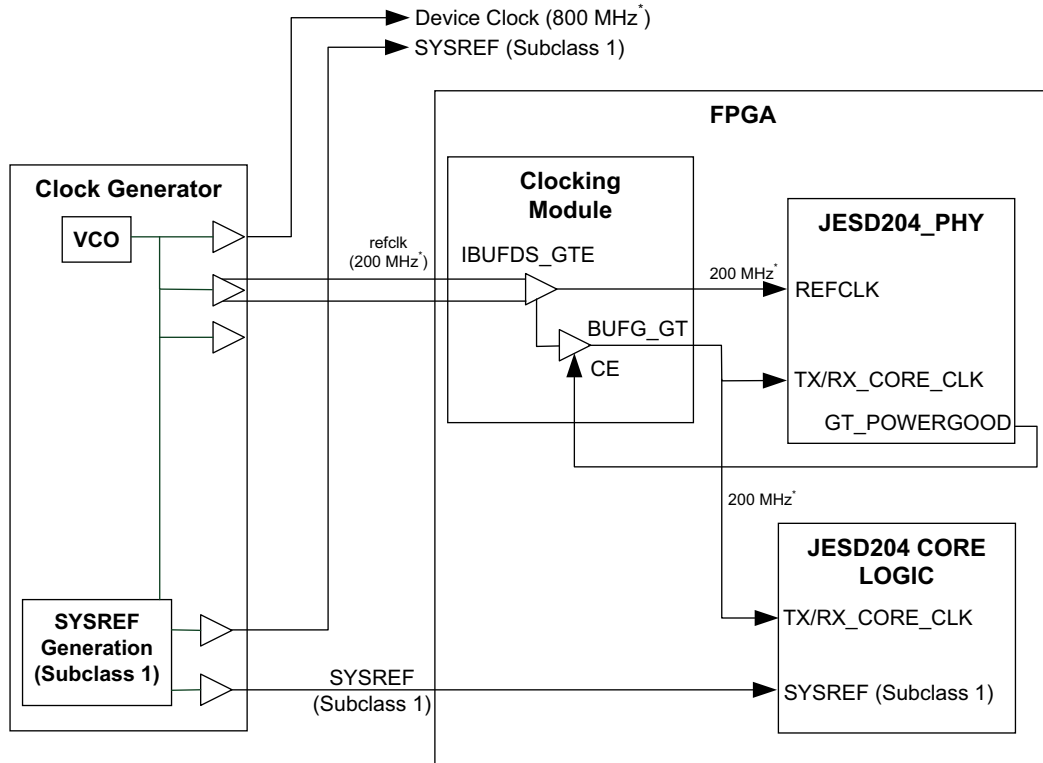 Device Clock (800 MHz*)
SYSREF (Subclass 1)
FPGA
Clock Generator
VCO
refclk
(200 MHz*)
Clocking
Module
IBUFDS_GTE
BUFG_GT
CE
200 MHz*
JESD204_PHY
REFCLK
TX/RX_CORE_CLK
GT_POWERGOOD
200 MHz*
JESD204 CORE
LOGIC
TX/RX_CORE_CLK
SYSREF (Subclass 1)
SYSREF
Generation
(Subclass 1)
SYSREF
(Subclass 1)